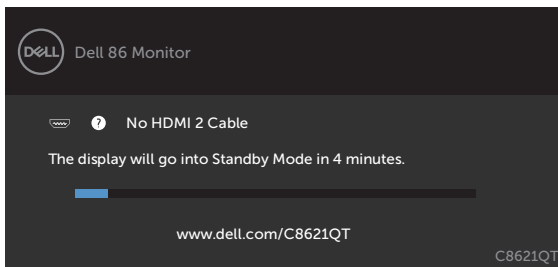 DELL
Dell 86 Monitor
? No HDMI 2 Cable
The display will go into Standby Mode in 4 minutes.
www.dell.com/C8621QT
C8621QT